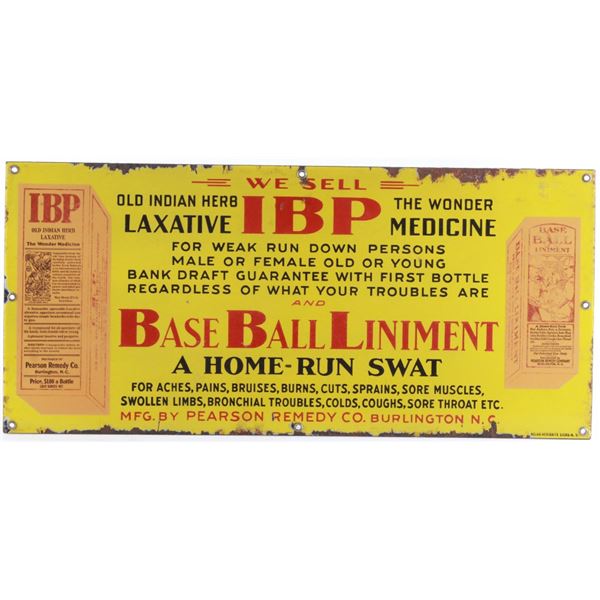 WE SELL
OLD INDIAN HERB
LAXATIVE
IBP
THE WONDER
MEDICINE
FOR WEAK RUN DOWN PERSONS
MALE OR FEMALE OLD OR YOUNG
BANK DRAFT GUARANTEE WITH FIRST BOTTLE
REGARDLESS OF WHAT YOUR TROUBLES ARE
AND
BASE BALL LINIMENT
A HOME-RUN SWAT
FOR ACHES, PAINS, BRUISES, BURNS, CUTS, SPRAINS, SORE MUSCLES,
SWOLLEN LIMBS, BRONCHIAL TROUBLES, COLDS, COUGHS, SORE THROAT ETC.
MFG. BY PEARSON REMEDY CO. BURLINGTON N.C.
IBP
OLD INDIAN HERB
LAXATIVE
The Wonder Medicine
Pearson Remedy Co.
Burlington, N. C.
Price, $1.00 a Bottle
BASE
BALL
LINIMENT